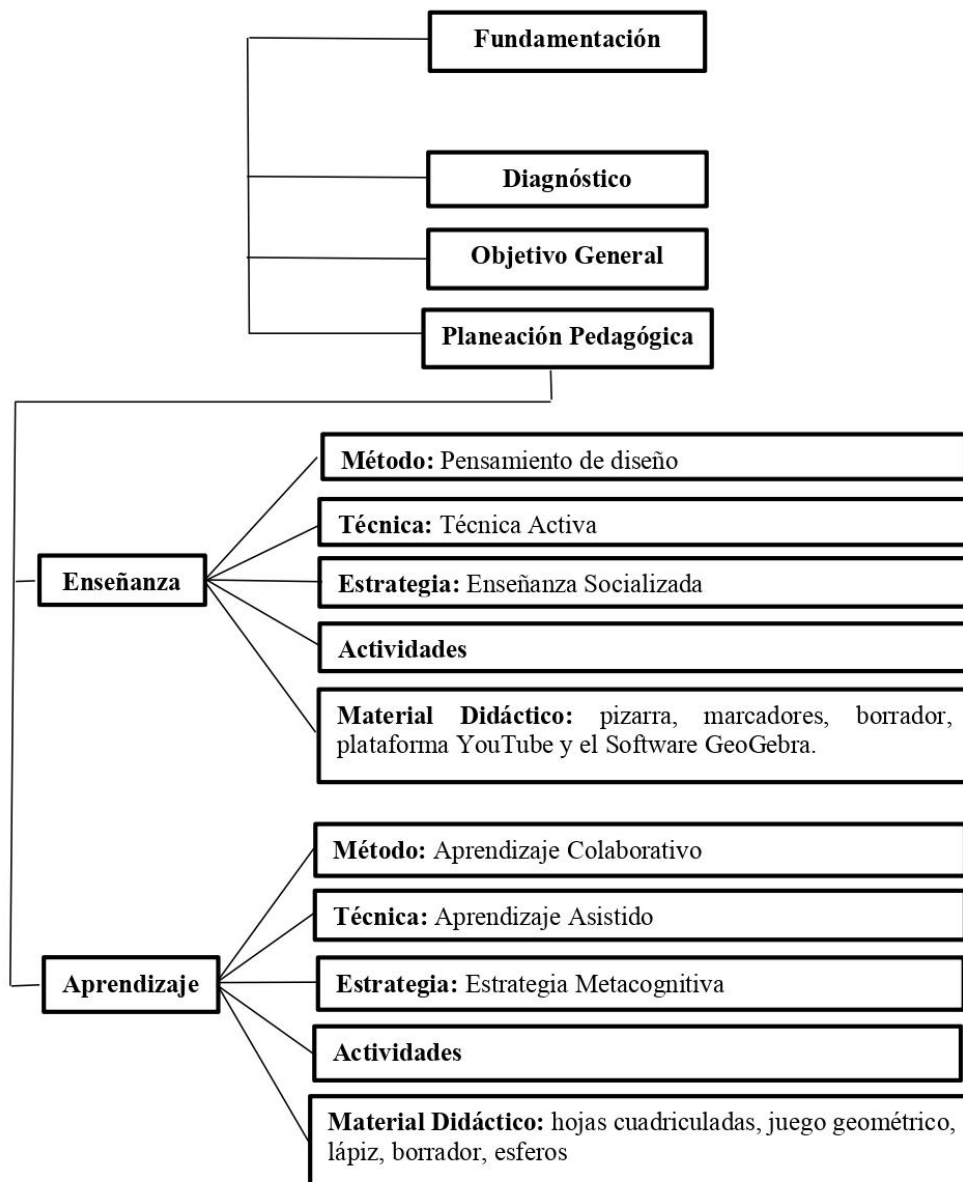 Fundamentación
Diagnóstico
Objetivo General
Planeación Pedagógica
Método: Pensamiento de diseño
Técnica: Técnica Activa
Enseñanza
Estrategia: Enseñanza Socializada
Actividades
Material Didáctico: pizarra, marcadores, borrador,
plataforma YouTube y el Software GeoGebra.
Método: Aprendizaje Colaborativo
Técnica: Aprendizaje Asistido
Aprendizaje
Estrategia: Estrategia Metacognitiva
Actividades
Material Didáctico: hojas cuadriculadas, juego geométrico,
lápiz, borrador, esferos